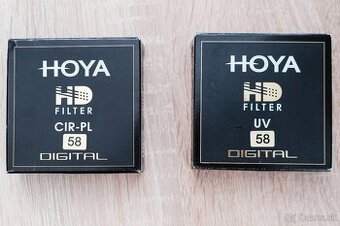 HOYA
HD
FILTER
CIR-PL
58
DIGITAL
HOYA
HD
FILTER
UV
58
DIGITAL